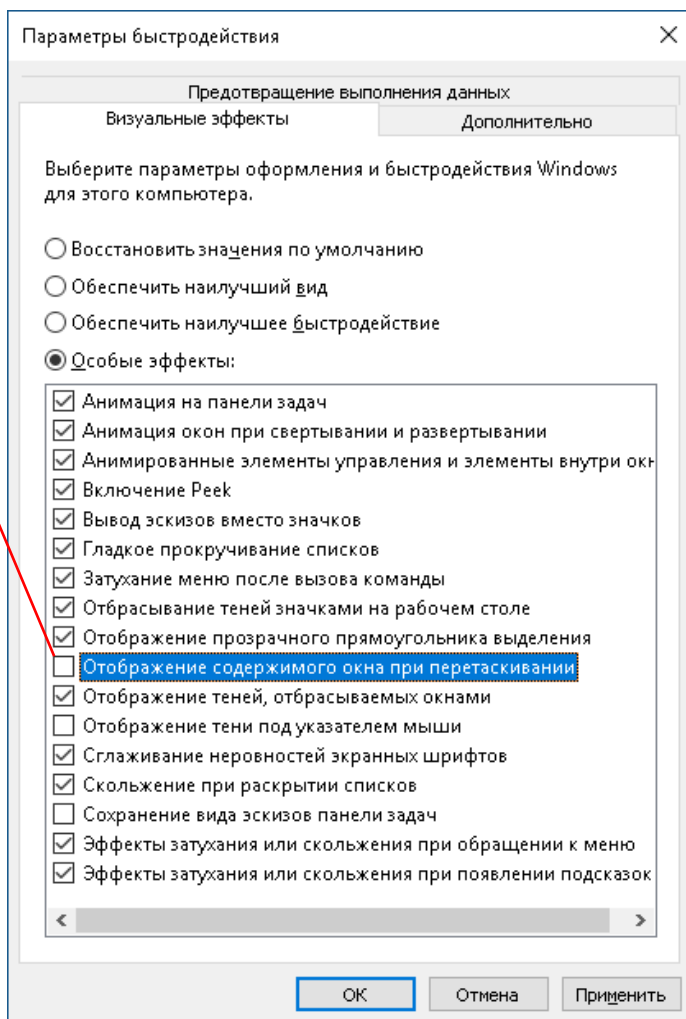 Параметры быстродействия
Предотвращение выполнения данных
Визуальные эффекты
Дополнительно
Выберите параметры оформления и быстродействия Windows
для этого компьютера.
Восстановить значения по умолчанию
Обеспечить наилучший вид
Обеспечить наилучшее быстродействие
Особые эффекты:
Анимация на панели задач
Анимация окон при свертывании и развертывании
Анимированные элементы управления и элементы внутри окн
Включение Peek
Вывод эскизов вместо значков
Гладкое прокручивание списков
Затухание меню после вызова команды
Отбрасывание теней значками на рабочем столе
Отображение прозрачного прямоугольника выделения
Отображение содержимого окна при перетаскивании
Отображение теней, отбрасываемых окнами
Отображение тени под указателем мыши
Сглаживание неровностей экранных шрифтов
Скольжение при раскрытии списков
Сохранение вида эскизов панели задач
Эффекты затухания или скольжения при обращении к меню
Эффекты затухания или скольжения при появлении подсказок
ОК
Отмена
Применить